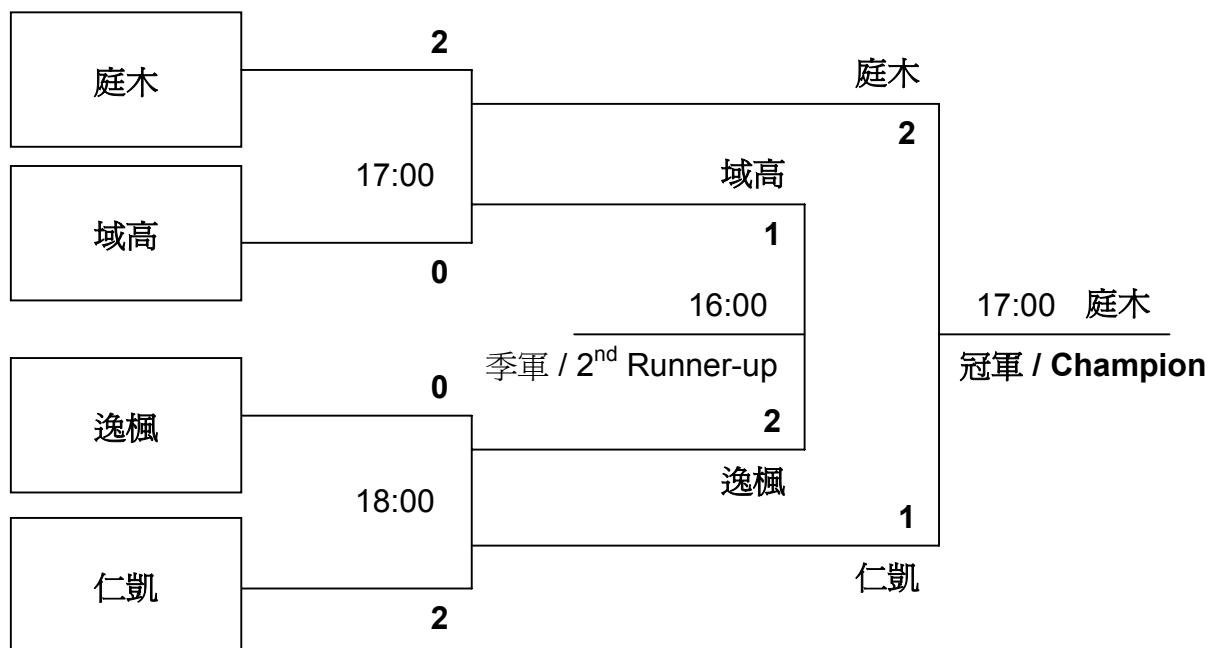 2
庭木
庭木
2
17:00
域高
域高
1
0
16:00
17:00 庭木
季軍 / 2nd Runner-up
冠軍 / Champion
0
逸楓
2
逸楓
18:00
1
仁凱
仁凱
2